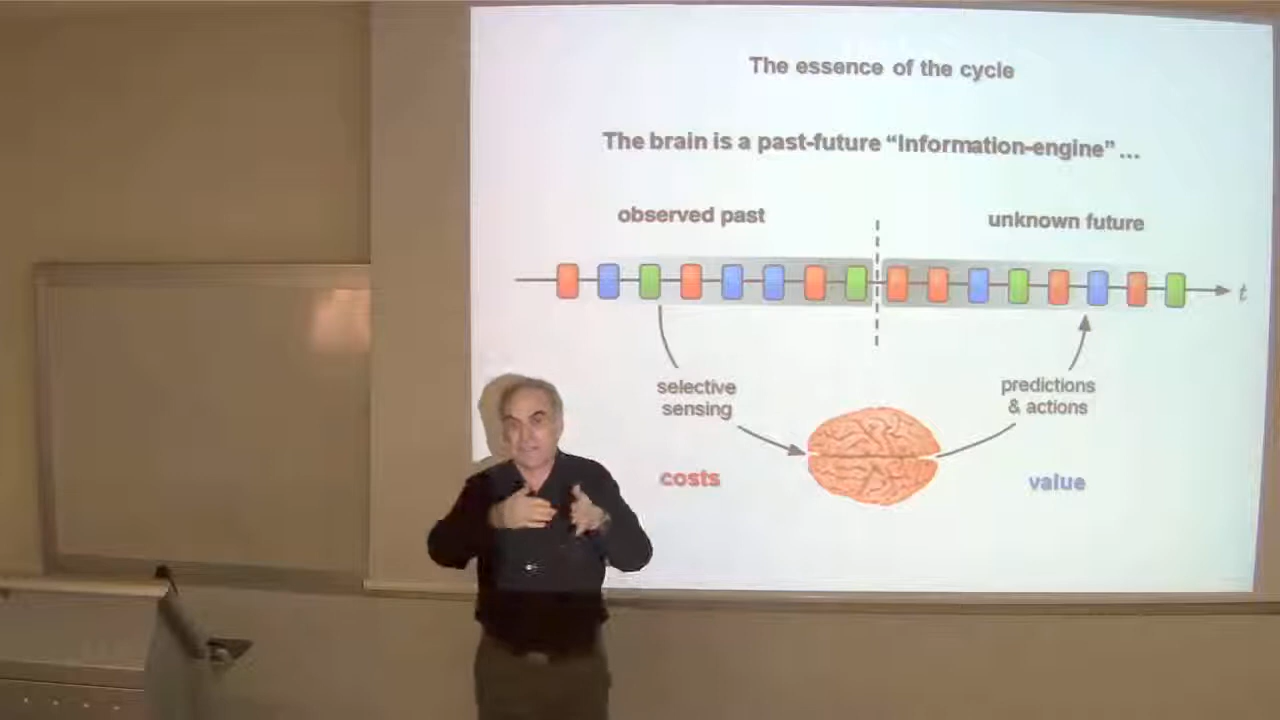 The essence of the cycle
The brain is a past-future “Information-engine” ...
observed past
unknown future
t
selective
sensing
predictions
& actions
costs
value